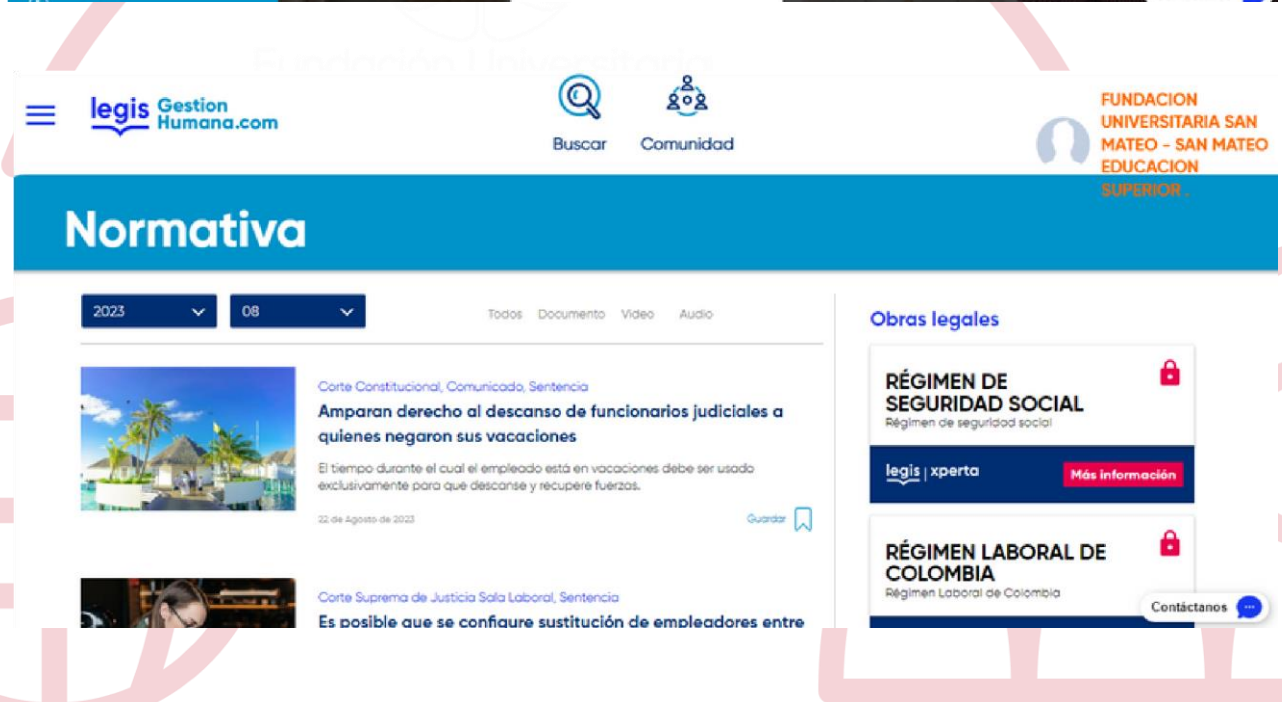 Fundación Universitaria
legis Gestion
Humana.com
Buscar
Comunidad
FUNDACION
UNIVERSITARIA SAN
MATEO - SAN MATEO
EDUCACION
SUPERIOR .
Normativa
2023
08
Todos Documento Video Audio
Corte Constitucional, Comunicado, Sentencia
Amparan derecho al descanso de funcionarios judiciales a
quienes negaron sus vacaciones
El tiempo durante el cual el empleado está en vacaciones debe ser usado
exclusivamente para que descanse y recupere fuerzas.
22 de Agosto de 2023
Guardar
Corte Suprema de Justicia Sala Laboral, Sentencia
Es posible que se configure sustitución de empleadores entre
Obras legales
RÉGIMEN DE
SEGURIDAD SOCIAL
Régimen de seguridad social
legis | xperta
Más información
RÉGIMEN LABORAL DE
COLOMBIA
Régimen Laboral de Colombia
Contáctanos